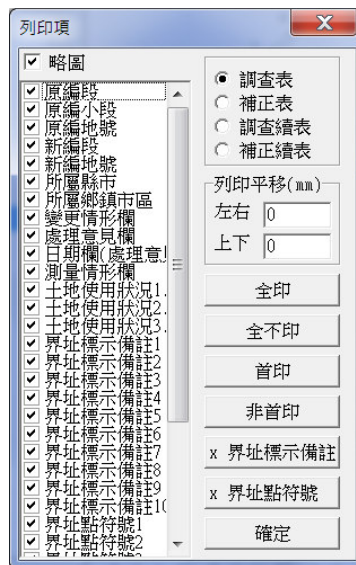 列印項
略圖
原編段
原編小段
原編地號
新編段
新編地號
所屬縣市
所屬鄉鎮市區
變更情形欄
處理意見欄
日期欄(處理意!
測量情形欄
土地使用狀況1.
土地使用狀況2.
土地使用狀況3.
界址標示備註1
界址標示備註2
界址標示備註3
界址標示備註4
界址標示備註5
界址標示備註6
界址標示備註7
界址標示備註8
界址標示備註9
界址標示備註10
界址點符號1
界址點符號2
調查表
補正表
調查續表
補正續表
列印平移(mm)
左右 0
上下 0
全印
全不印
首印
非首印
x 界址標示備註
x 界址點符號
確定